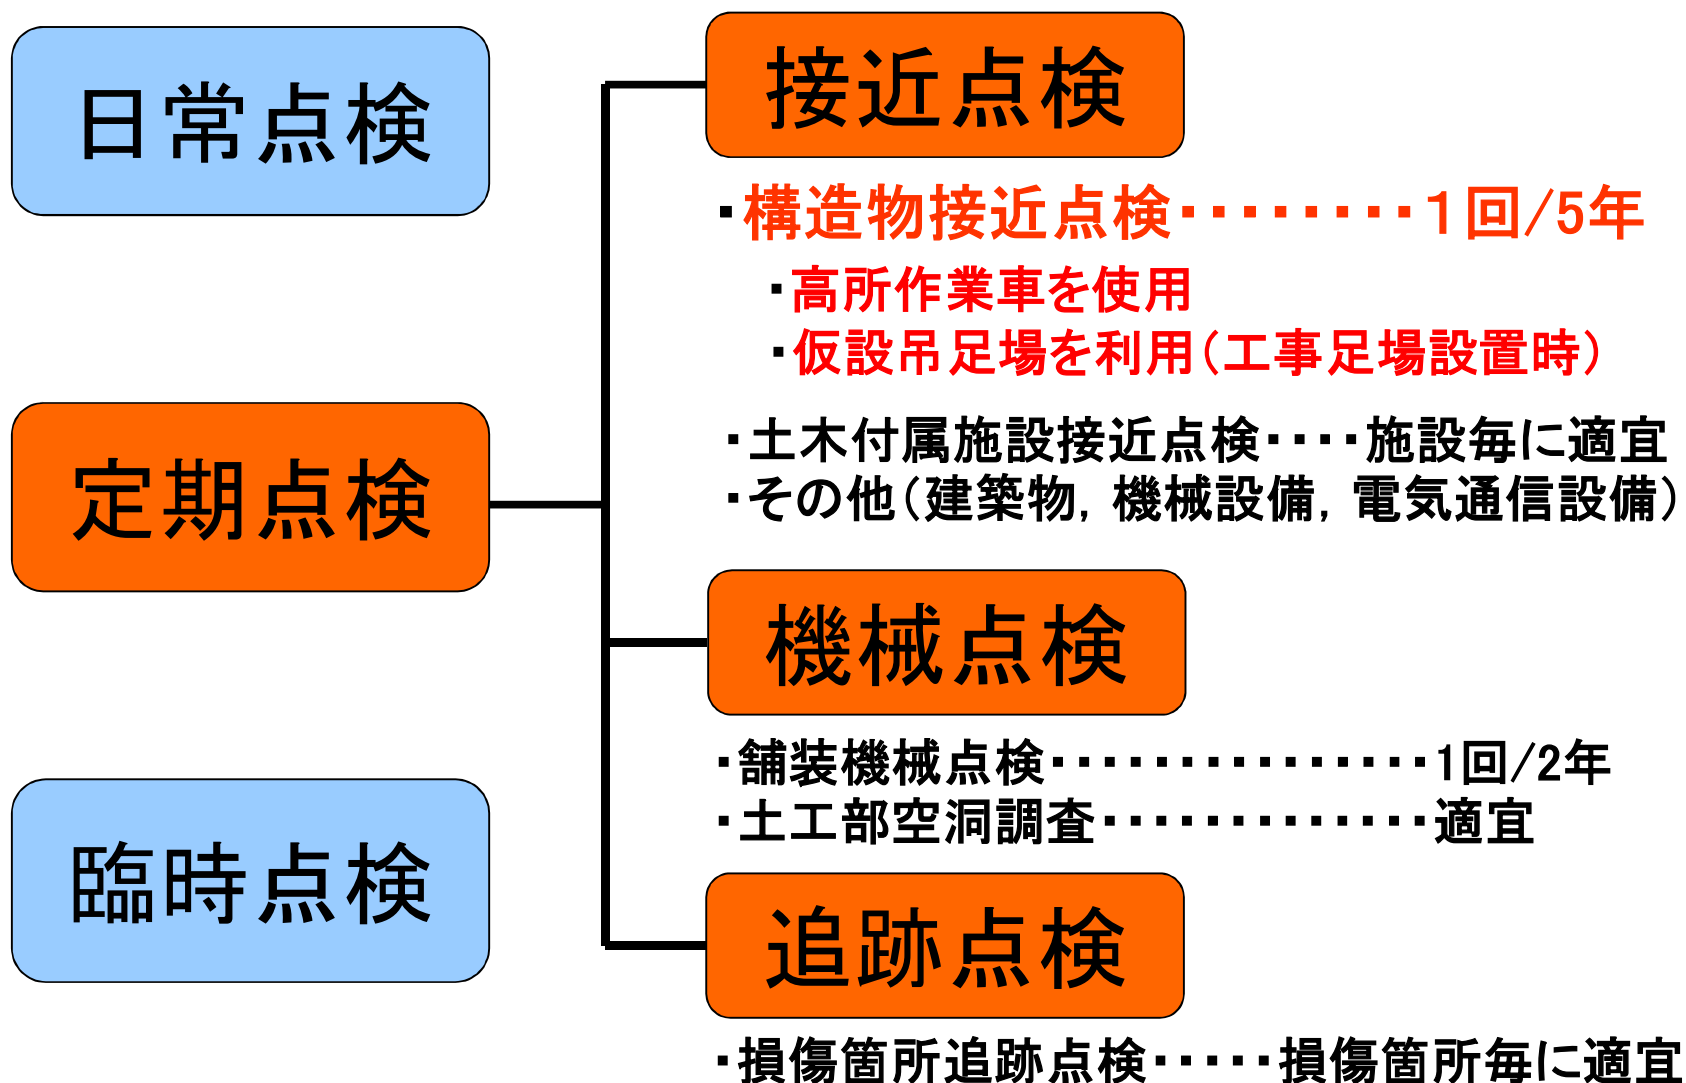 日常点検
定期点検
臨時点検
接近点検
・構造物接近点検・・・・・・・・１回/5年
・高所作業車を使用
・仮設吊足場を利用（工事足場設置時）
・土木付属施設接近点検・・・・施設毎に適宜
・その他（建築物，機械設備，電気通信設備）
機械点検
・舗装機械点検・・・・・・・・・・・・・・・1回/2年
・土工部空洞調査・・・・・・・・・・・・・適宜
追跡点検
・損傷箇所追跡点検・・・・・損傷箇所毎に適宜